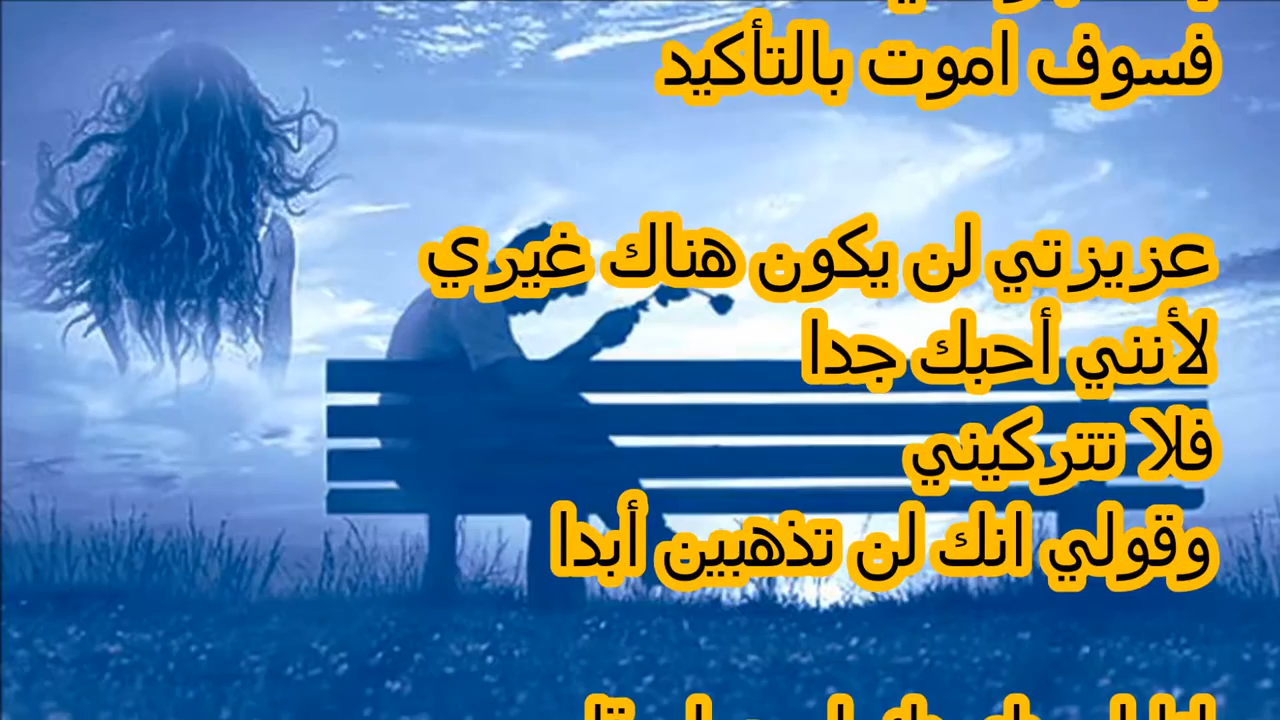 فسوف اموت بالتأكيد
عزيزتي لن يكون هناك غيري
لأنني أحبك جدا
فلا تتركيني
وقولي انك لن تذهبين أبدا